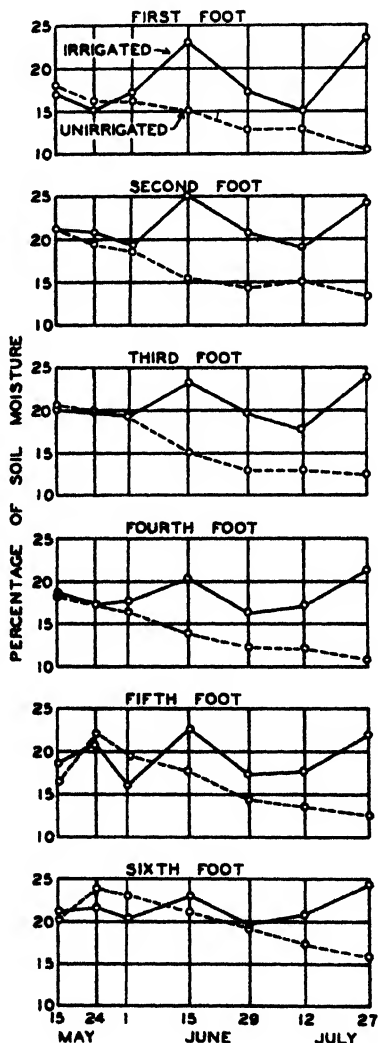 FIRST FOOT
25
IRRIGATED
20
15
UNIRRIGATED
10
SECOND FOOT
25
20
15
10
THIRD FOOT
25
20
15
10
FOURTH FOOT
25
20
15
10
FIFTH FOOT
25
20
15
10
SIXTH FOOT
25
20
15
10
PERCENTAGE OF SOIL MOISTURE
15 24 1 15 29 12 27
MAY JUNE JULY